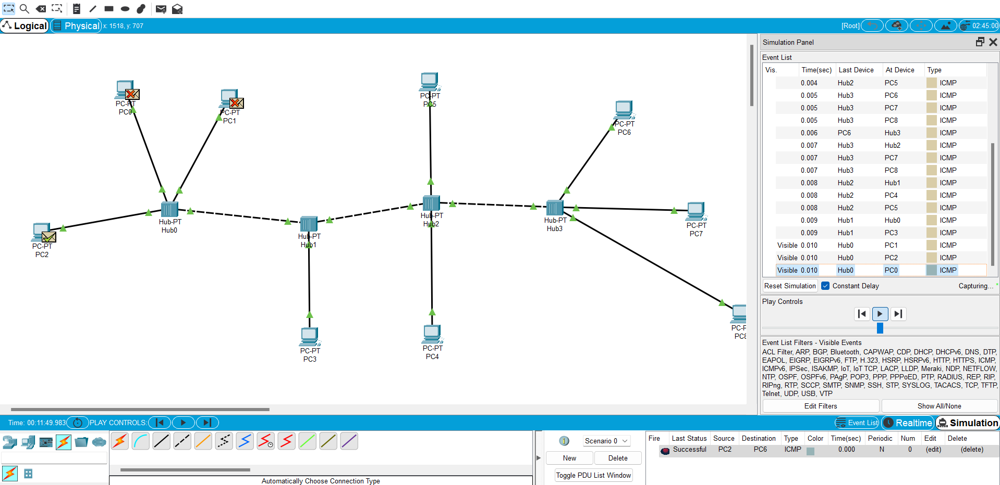 Logical
Physical
x: 1518, y: 707
[Root]
02:45:00
PC-PT
PC0
PC-PT
PC1
PC-PT
PC2
Hub-PT
Hub0
Hub-PT
Hub1
PC-PT
PC3
PC-PT
PC5
Hub-PT
Hub2
PC-PT
PC4
PC-PT
PC6
Hub-PT
Hub3
PC-PT
PC7
Simulation Panel
Event List
Vis. Time(sec) Last Device At Device Type
0.004 Hub2 PC5 ICMP
0.005 Hub3 PC6 ICMP
0.005 Hub3 PC7 ICMP
0.005 Hub3 PC8 ICMP
0.006 PC6 Hub3 ICMP
0.007 Hub3 Hub2 ICMP
0.007 Hub3 PC7 ICMP
0.007 Hub3 PC8 ICMP
0.008 Hub2 Hub1 ICMP
0.008 Hub2 PC4 ICMP
0.008 Hub2 PC5 ICMP
0.009 Hub1 Hub0 ICMP
0.009 Hub1 PC3 ICMP
Visible 0.010 Hub0 PC1 ICMP
Visible 0.010 Hub0 PC2 ICMP
Visible 0.010 Hub0 PC0 ICMP
Reset Simulation Constant Delay Capturing... *
Play Controls
Event List Filters - Visible Events
ACL Filter, ARP, BGP, Bluetooth, CAPWAP, CDP, DHCP, DHCPv6, DNS, DTP,
EAPOL, EIGRP, EIGRPv6, FTP, H.323, HSRP, HSRPv6, HTTP, HTTPS, ICMP,
ICMPv6, IPSec, ISAKMP, IoT, IoT TCP, LACP, LLDP, Meraki, NDP, NETFLOW,
NTP, OSPF, OSPFv6, PAgP, POP3, PPP, PPPoED, PTP, RADIUS, REP, RIP,
RIPng, RTP, SCCP, SMTP, SNMP, SSH, STP, SYSLOG, TACACS, TCP, TFTP,
Telnet, UDP, USB, VTP
Edit Filters Show All/None
Time: 00:11:49.983 PLAY CONTROLS:
Event List Realtime Simulation
Automatically Choose Connection Type
Scenario 0
New Delete
Toggle PDU List Window
Fire Last Status Source Destination Type Color Time(sec) Periodic Num Edit Delete
Successful PC2 PC6 ICMP 0.000 N 0 (edit) (delete)